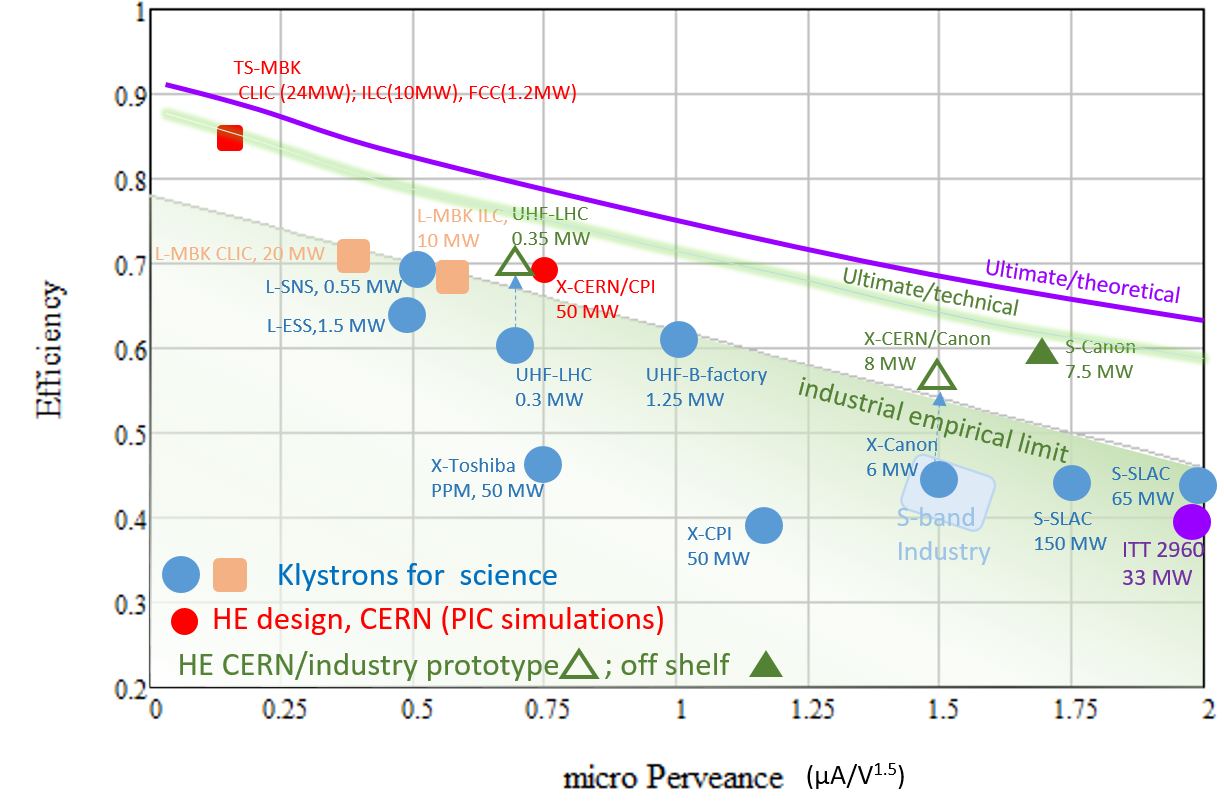 1
TS-MBK
CLIC (24MW); ILC(10MW), FCC(1.2MW)
0.9
0.8
L-MBK ILC,
10 MW
UHF-LHC
0.35 MW
L-MBK CLIC, 20 MW
0.7
L-SNS, 0.55 MW
X-CERN/CPI
50 MW
Ultimate/technical
Ultimate/theoretical
L-ESS,1.5 MW
0.6
X-CERN/Canon
8 MW
S-Canon
7.5 MW
UHF-LHC
0.3 MW
UHF-B-factory
1.25 MW
industrial empirical limit
Efficiency
0.5
X-Toshiba
PPM, 50 MW
X-Canon
6 MW
S-SLAC
65 MW
0.4
X-CPI
50 MW
S-band
Industry
S-SLAC
150 MW
ITT 2960
33 MW
Klystrons for science
0.3
HE design, CERN (PIC simulations)
HE CERN/industry prototype ; off shelf
0.2
0 0.25 0.5 0.75 1 1.25 1.5 1.75 2
micro Perveance (μA/V1.5)